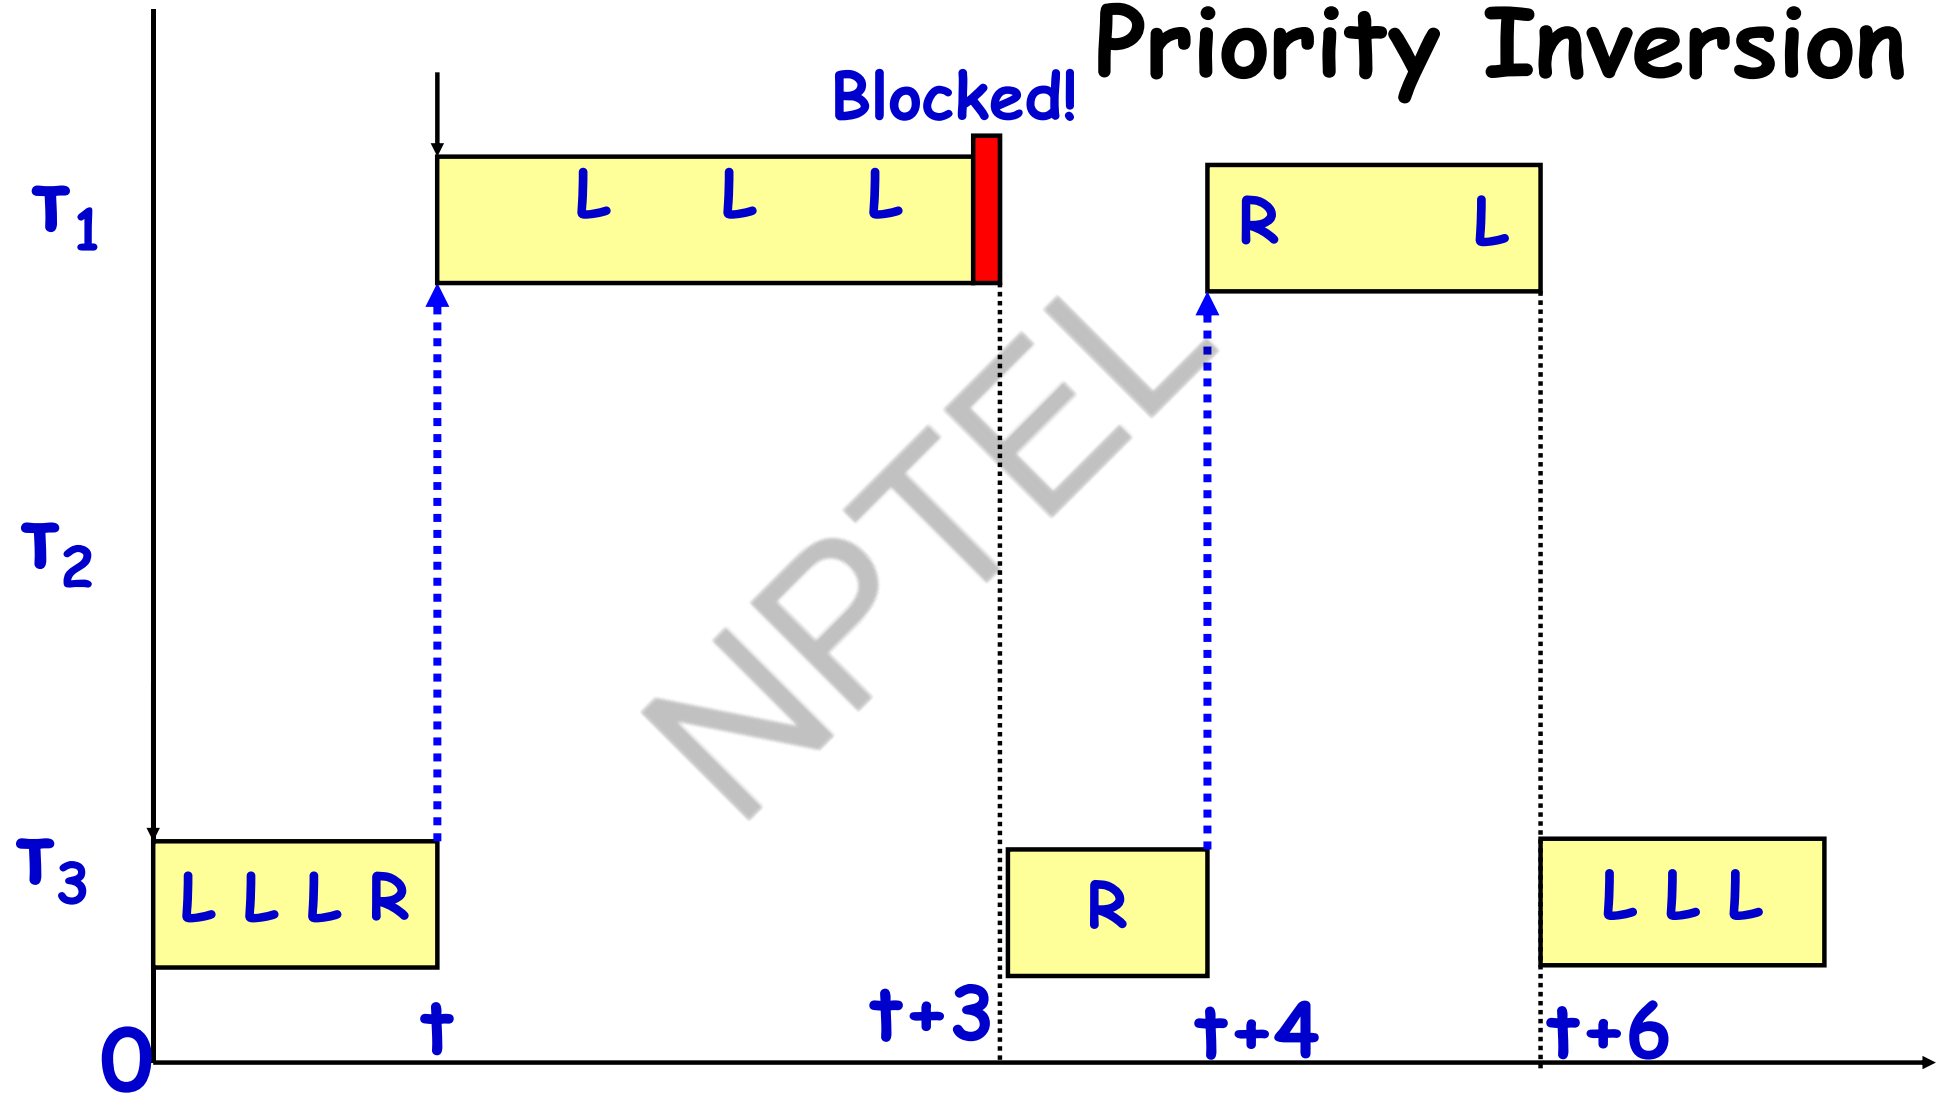 Priority Inversion
Blocked!
T1
L L L
R L
T2
NPTEL
T3
L L L R
R
L L L
0
t
t+3
t+4
t+6